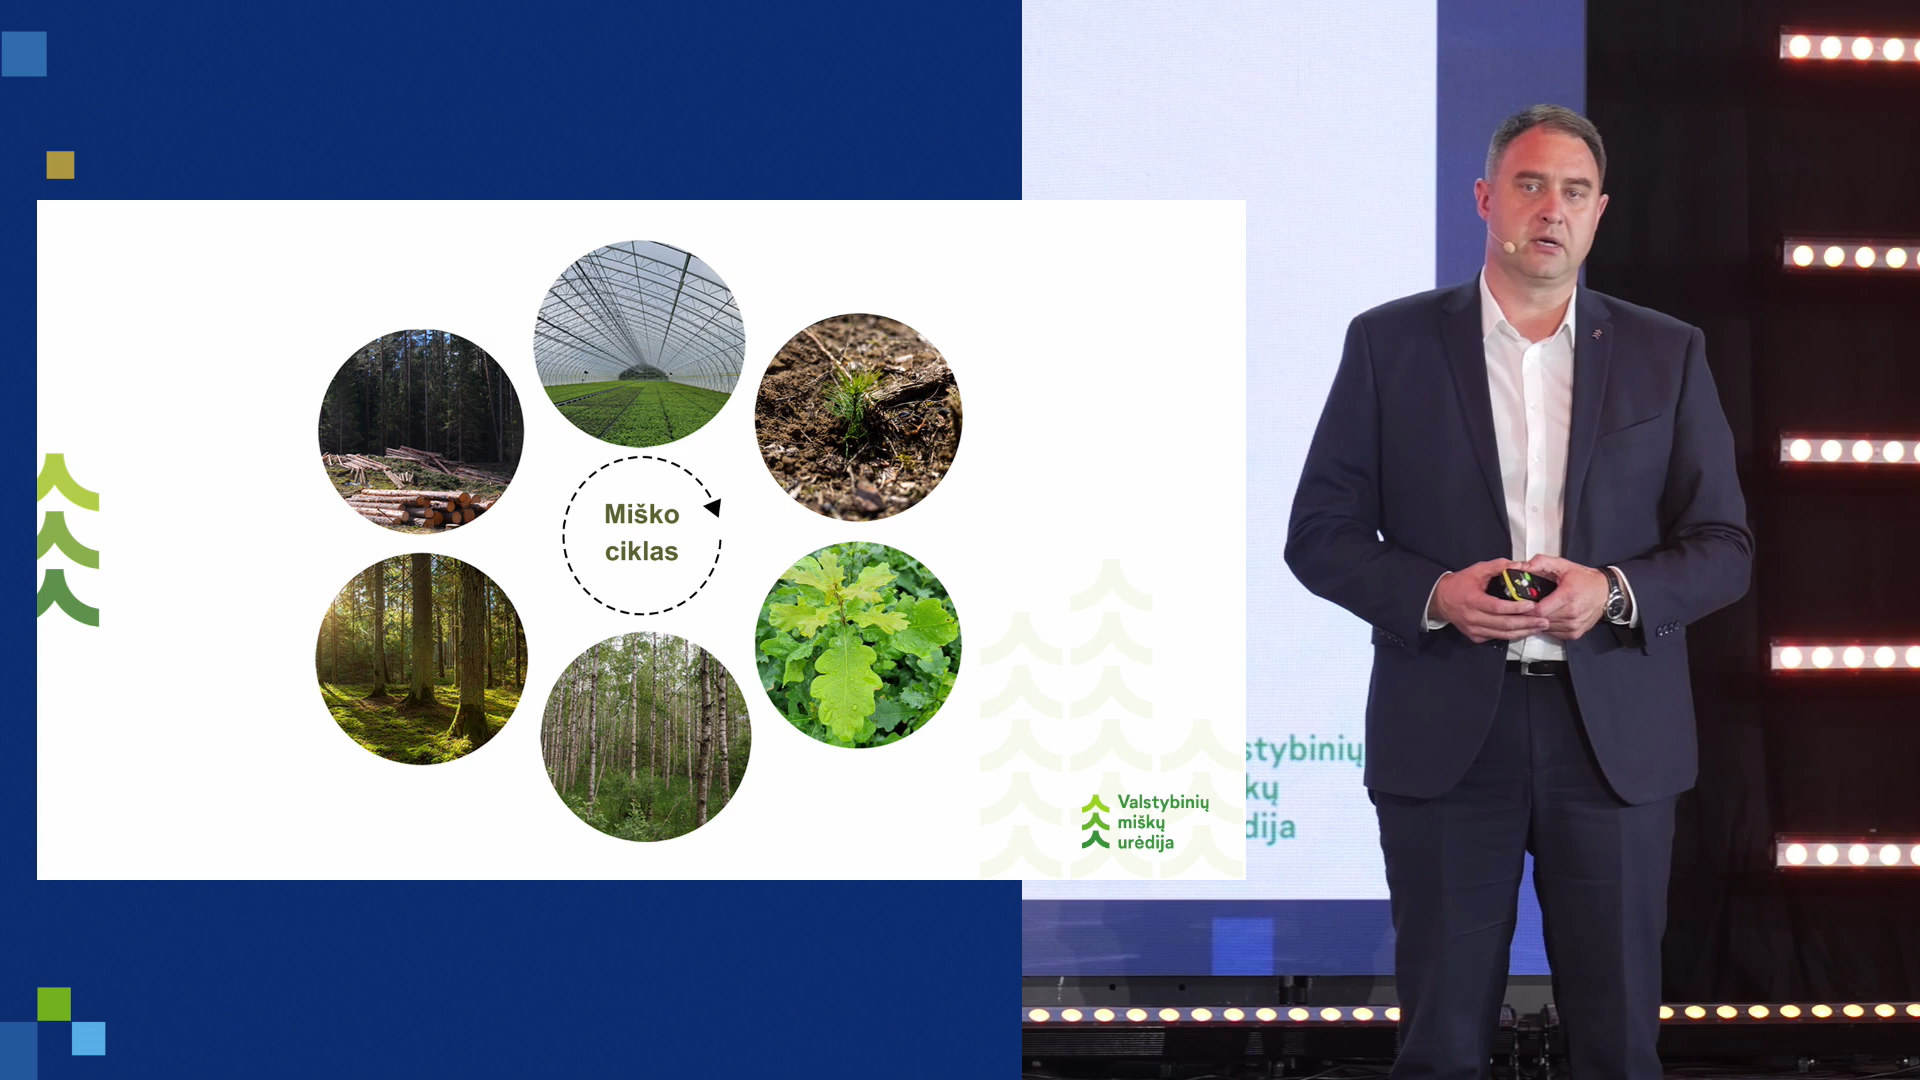 Miško
ciklas
Valstybinių
miškų
urėdija
stybinių
kų
dija